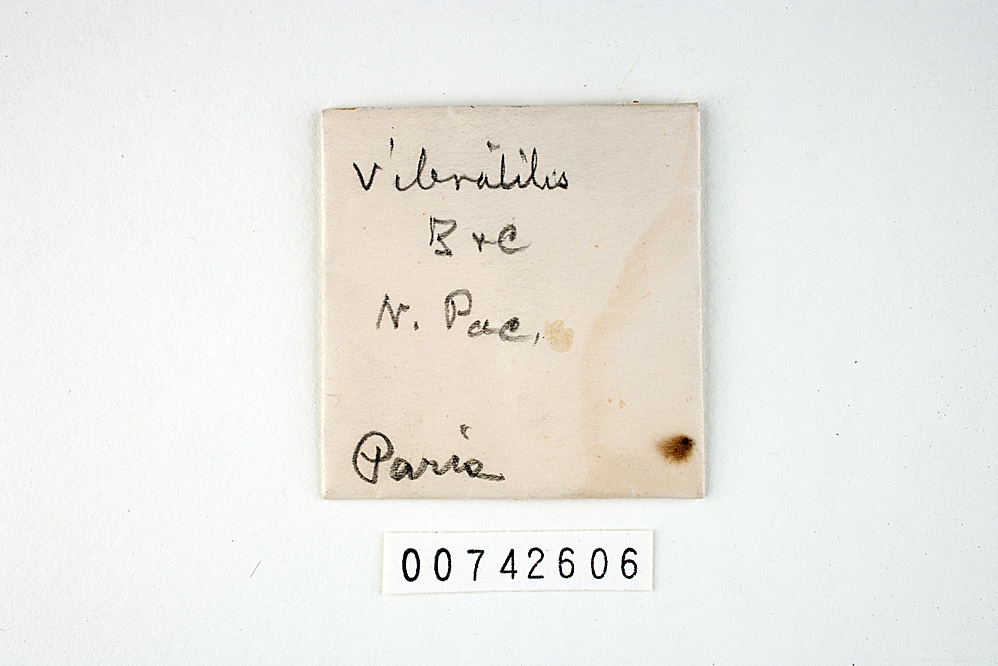 Vibratilis
B & C
N. Pac.
Paris
00742606